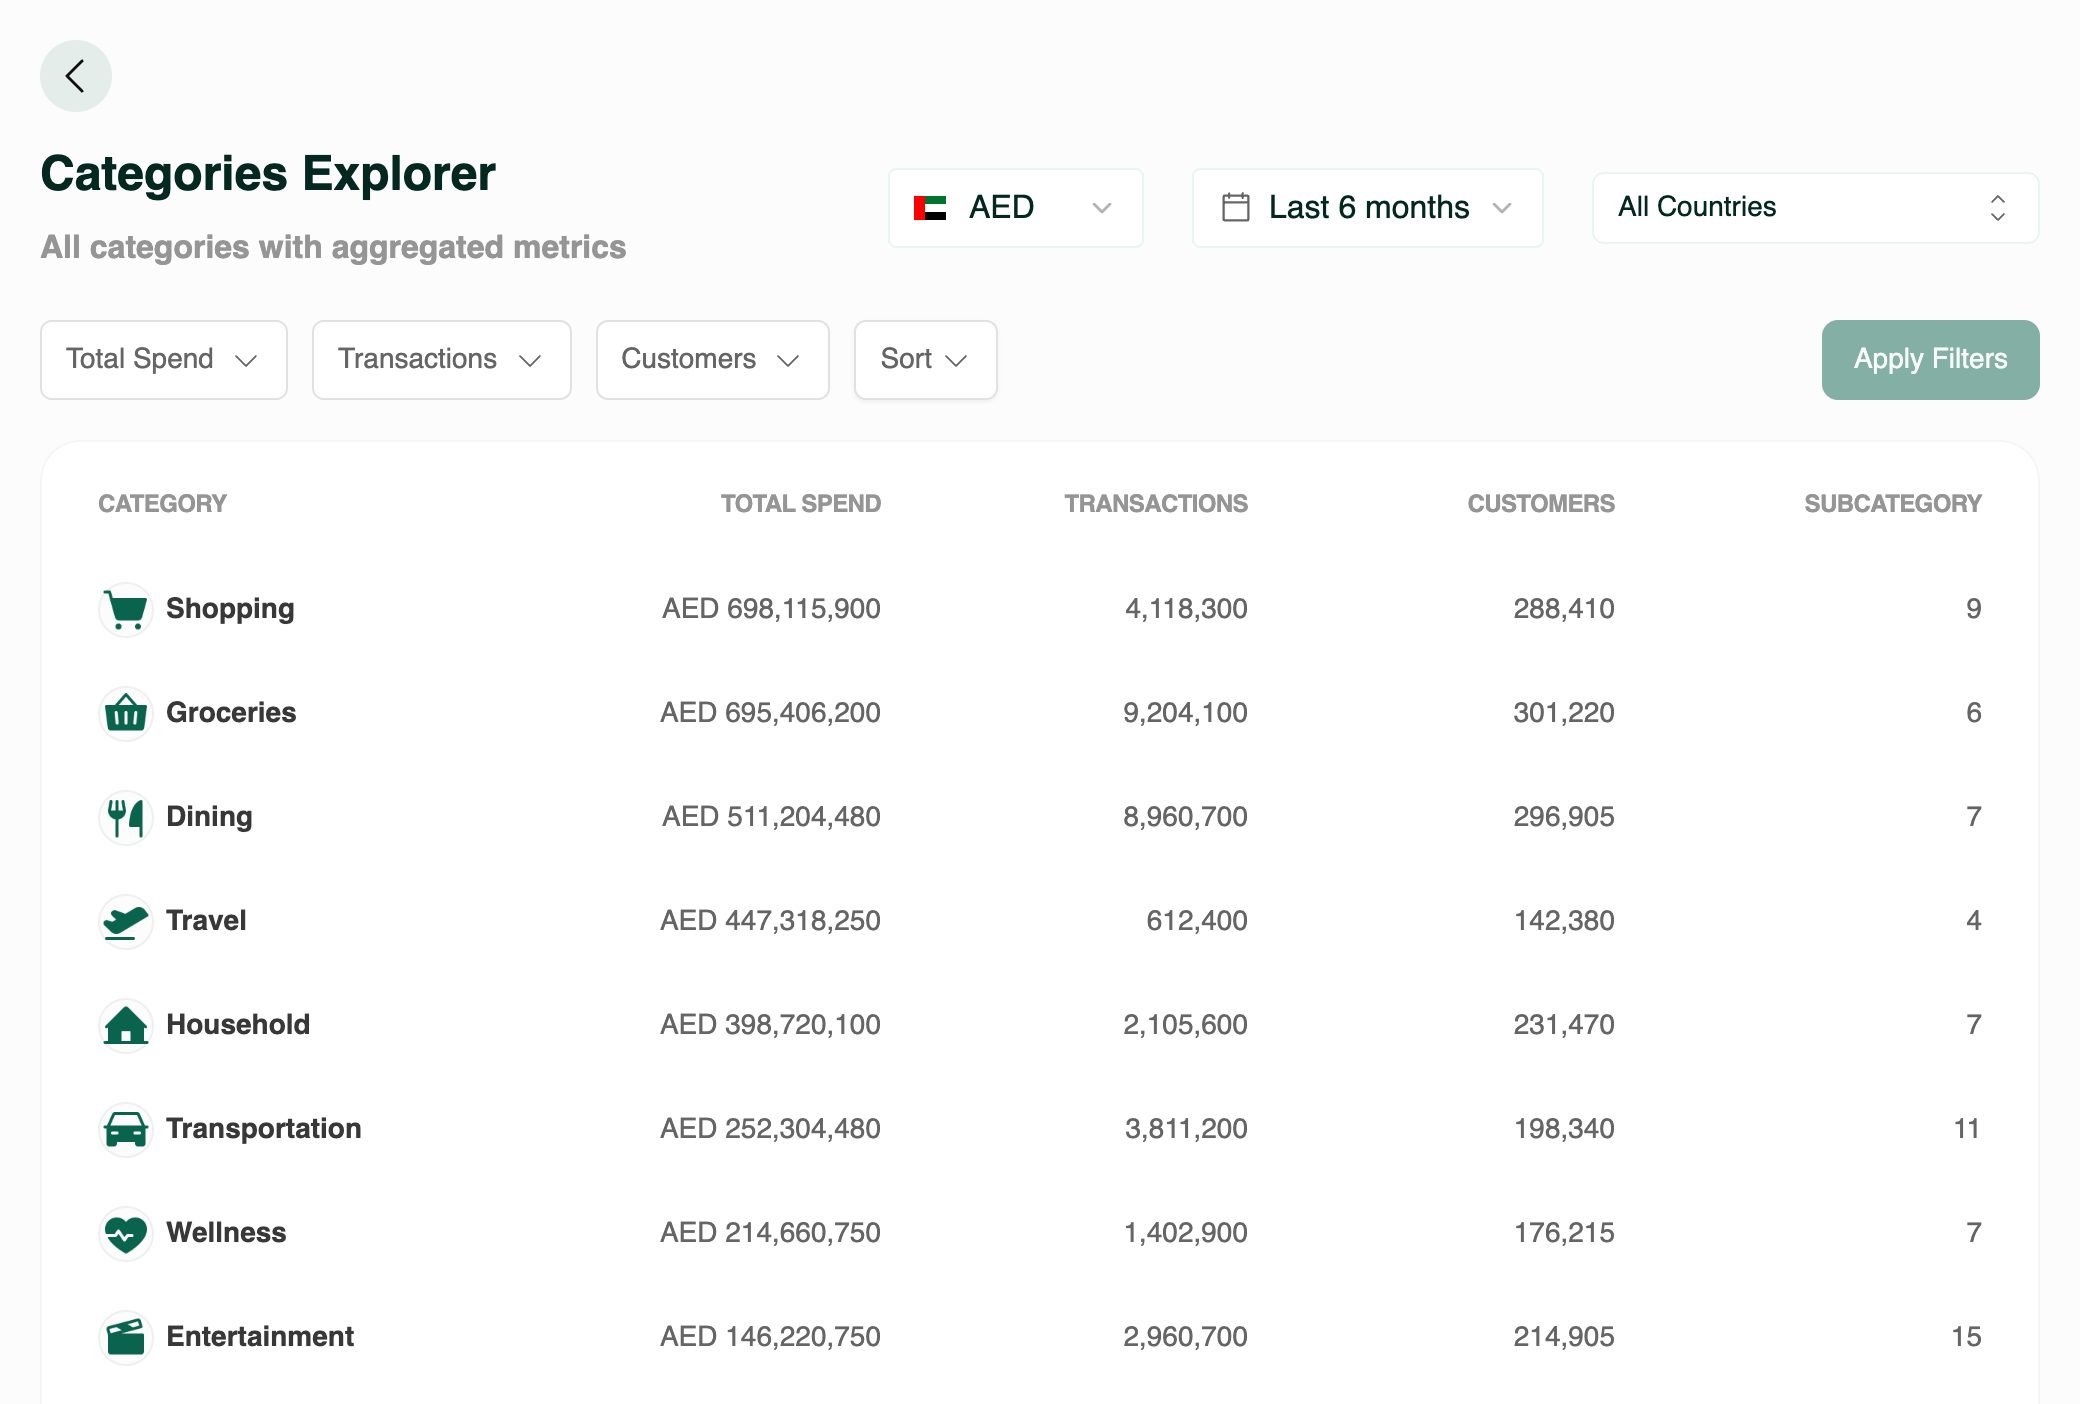 Categories Explorer
All categories with aggregated metrics
AED
Last 6 months
All Countries
Total Spend
Transactions
Customers
Sort
Apply Filters
CATEGORY TOTAL SPEND TRANSACTIONS CUSTOMERS SUBCATEGORY
Shopping AED 698,115,900 4,118,300 288,410 9
Groceries AED 695,406,200 9,204,100 301,220 6
Dining AED 511,204,480 8,960,700 296,905 7
Travel AED 447,318,250 612,400 142,380 4
Household AED 398,720,100 2,105,600 231,470 7
Transportation AED 252,304,480 3,811,200 198,340 11
Wellness AED 214,660,750 1,402,900 176,215 7
Entertainment AED 146,220,750 2,960,700 214,905 15